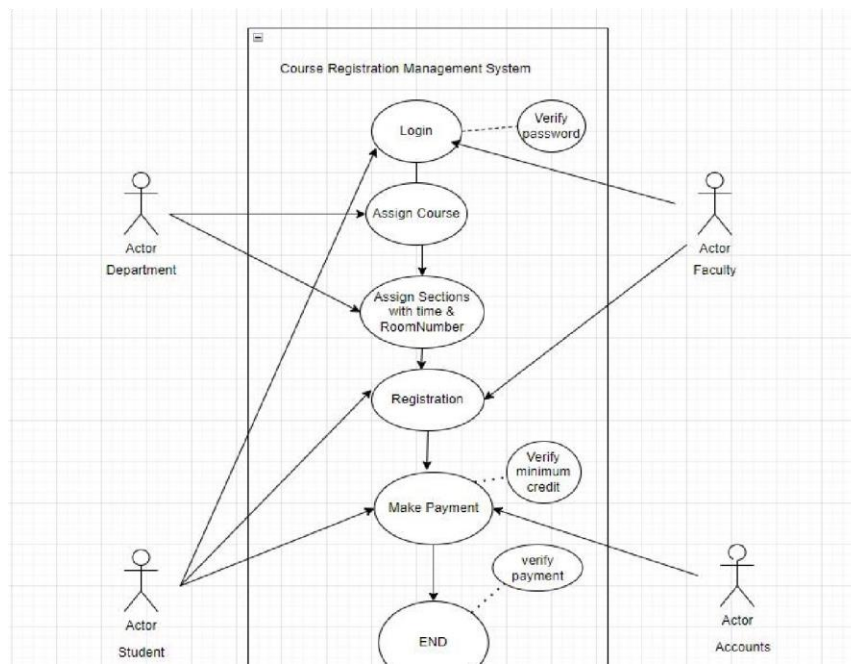 Course Registration Management System
Login
Verify
password
Assign Course
Actor
Department
Actor
Faculty
Assign Sections
with time &
RoomNumber
Registration
Verify
minimum
credit
Make Payment
verify
payment
Actor
Student
END
Actor
Accounts